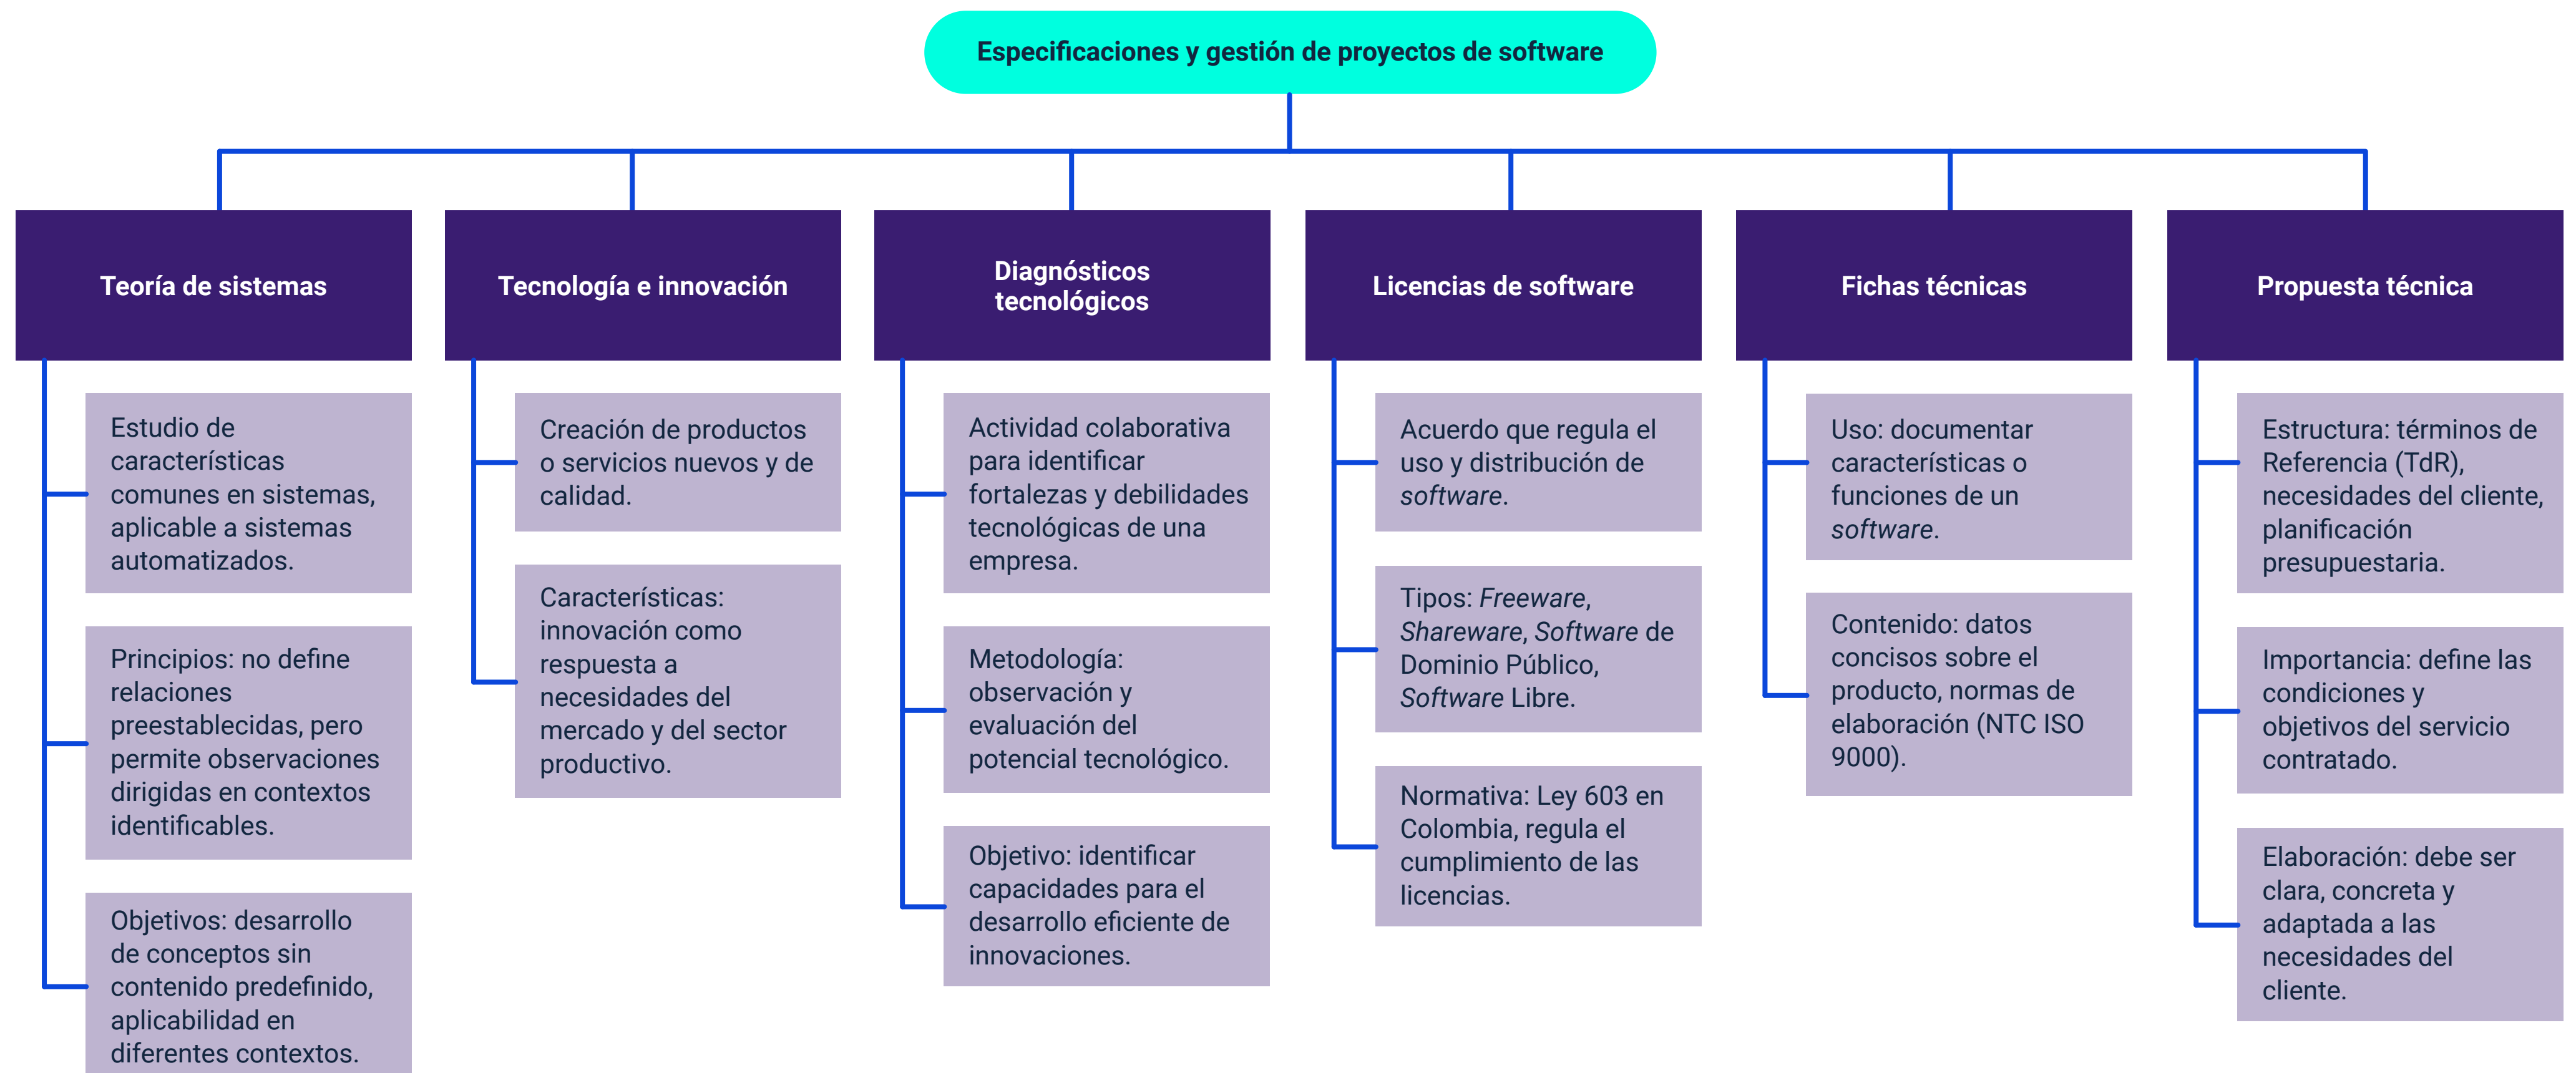 Especificaciones y gestión de proyectos de software
Teoría de sistemas
Estudio de
características
comunes en sistemas,
aplicable a sistemas
automatizados.
Principios: no define
relaciones
preestablecidas, pero
permite observaciones
dirigidas en contextos
identificables.
Objetivos: desarrollo
de conceptos sin
contenido predefinido,
aplicabilidad en
diferentes contextos.
Tecnología e innovación
Creación de productos
o servicios nuevos y de
calidad.
Características:
innovación como
respuesta a
necesidades del
mercado y del sector
productivo.
Diagnósticos
tecnológicos
Actividad colaborativa
para identificar
fortalezas y debilidades
tecnológicas de una
empresa.
Metodología:
observación y
evaluación del
potencial tecnológico.
Objetivo: identificar
capacidades para el
desarrollo eficiente de
innovaciones.
Licencias de software
Acuerdo que regula el
uso y distribución de
software.
Tipos: Freeware,
Shareware, Software de
Dominio Público,
Software Libre.
Normativa: Ley 603 en
Colombia, regula el
cumplimiento de las
licencias.
Fichas técnicas
Uso: documentar
características o
funciones de un
software.
Contenido: datos
concisos sobre el
producto, normas de
elaboración (NTC ISO
9000).
Propuesta técnica
Estructura: términos de
Referencia (TdR),
necesidades del cliente,
planificación
presupuestaria.
Importancia: define las
condiciones y
objetivos del servicio
contratado.
Elaboración: debe ser
clara, concreta y
adaptada a las
necesidades del
cliente.